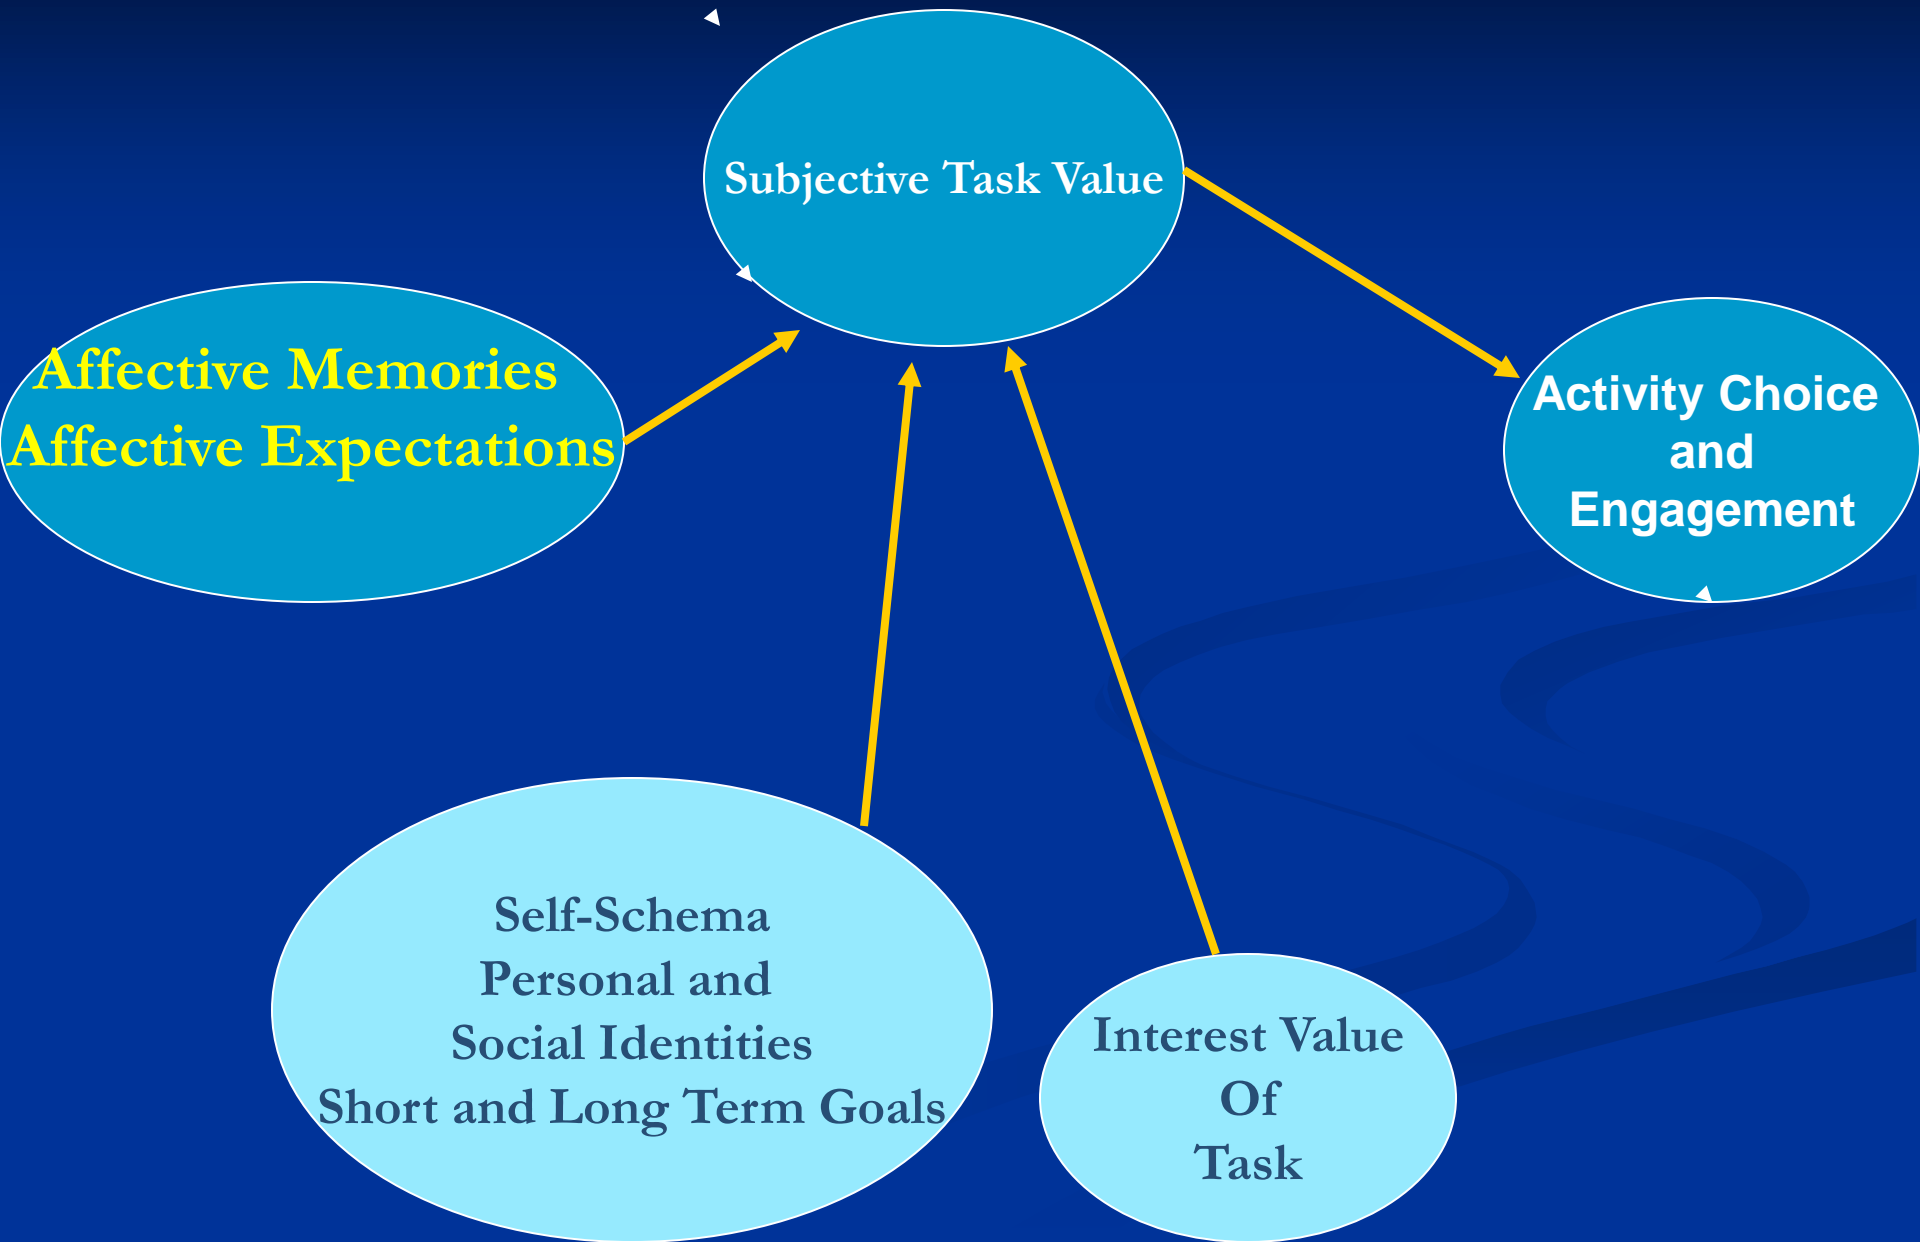 Subjective Task Value
Affective Memories
Affective Expectations
Activity Choice
and
Engagement
Self-Schema
Personal and
Social Identities
Short and Long Term Goals
Interest Value
Of
Task